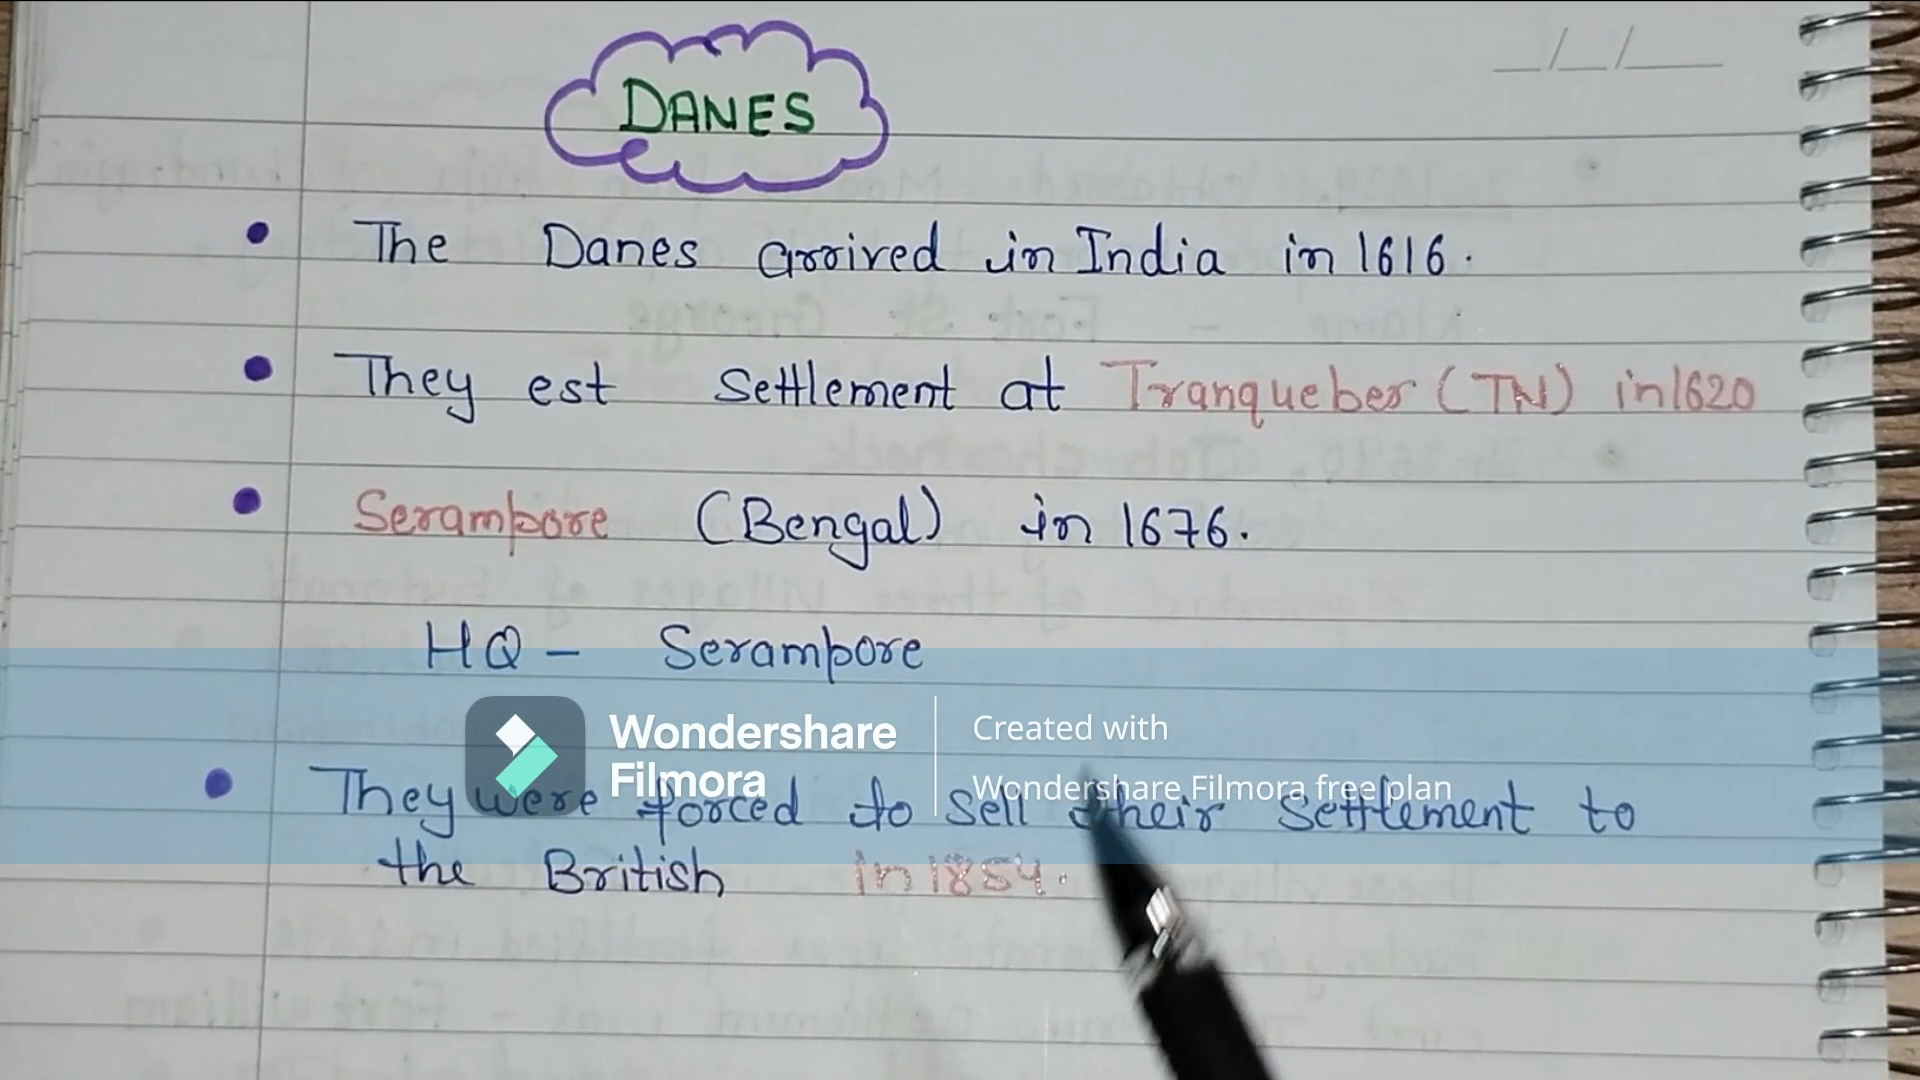 DANES
The Danes arrived in India in 1616.
They est settlement at Tranqueber (TN) in 1620
Serampore (Bengal) in 1676.
HQ - Serampore
Wondershare Filmora
Created with
Wondershare Filmora free plan
They were forced to sell their settlement to
the British in 1854.